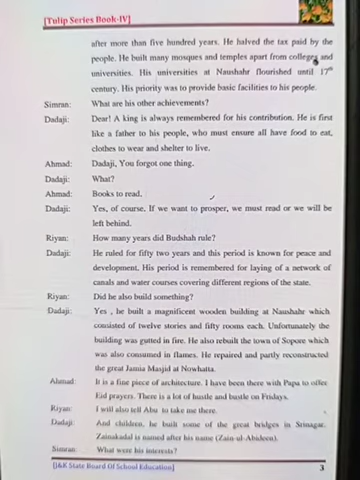 [Tulip Series Book-IV]
after more than five hundred years. He halved the tax paid by the
people. He built many mosques and temples apart from colleges and
universities. His universities at Naushahr flourished until 17th
century. His priority was to provide basic facilities to his people.
Simran: What are his other achievements?
Dadaji: Dear! A king is always remembered for his contribution. He is first
like a father to his people, who must ensure all have food to eat,
clothes to wear and shelter to live.
Ahmad: Dadaji, You forgot one thing.
Dadaji: What?
Ahmad: Books to read.
Dadaji: Yes, of course. If we want to prosper, we must read or we will be
left behind.
Riyan: How many years did Budshah rule?
Dadaji: He ruled for fifty two years and this period is known for peace and
development. His period is remembered for laying of a network of
canals and water courses covering different regions of the state.
Riyan: Did he also build something?
Dadaji: Yes , he built a magnificent wooden building at Naushahr which
consisted of twelve stories and fifty rooms each. Unfortunately the
building was gutted in fire. He also rebuilt the town of Sopore which
was also consumed in flames. He repaired and partly reconstructed
the great Jamia Masjid at Nowhatta.
Ahmad: It is a fine piece of architecture. I have been there with Papa to offer
Eid prayers. There is a lot of hustle and bustle on Fridays.
Riyan: I will also tell Abu to take me there.
Dadaji: And children, he built some of the great bridges in Srinagar.
Zainakadal is named after his name (Zain-ul-Abideen).
Simran: What were his interests?
[J&K State Board Of School Education] 3